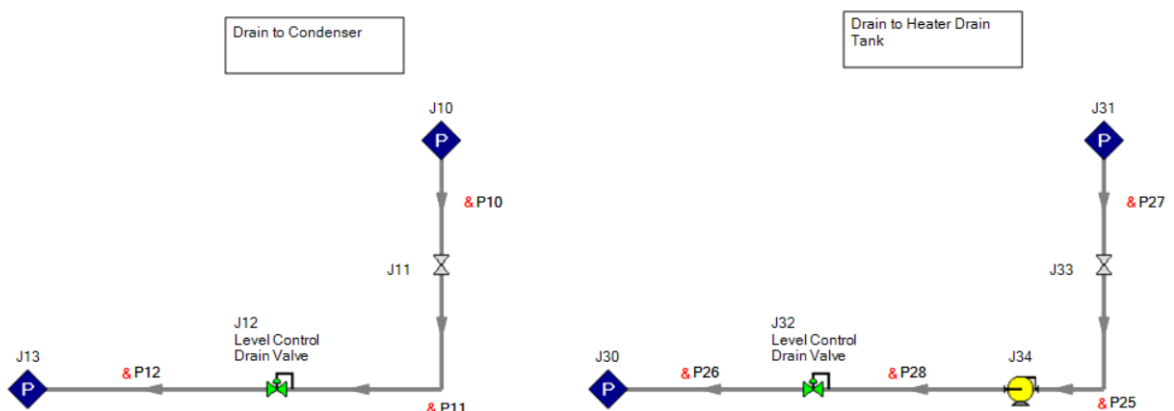 Drain to Condenser
Drain to Heater Drain
Tank
J10
P
& P10
J11
J12
Level Control
Drain Valve
J13
P
& P12
& P11
J31
P
& P27
J33
J32
Level Control
Drain Valve
J34
J30
P
& P26
& P28
& P25